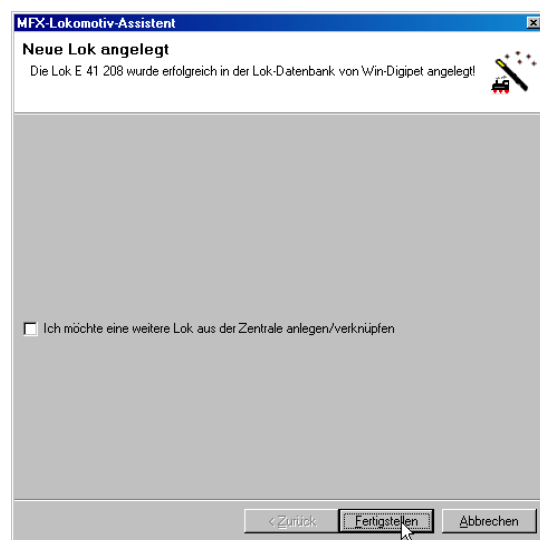 MFX-Lokomotiv-Assistent
Neue Lok angelegt
Die Lok E 41 208 wurde erfolgreich in der Lok-Datenbank von Win-Digipet angelegt!
Ich möchte eine weitere Lok aus der Zentrale anlegen/verknüpfen
< Zurück Fertigstellen Abbrechen